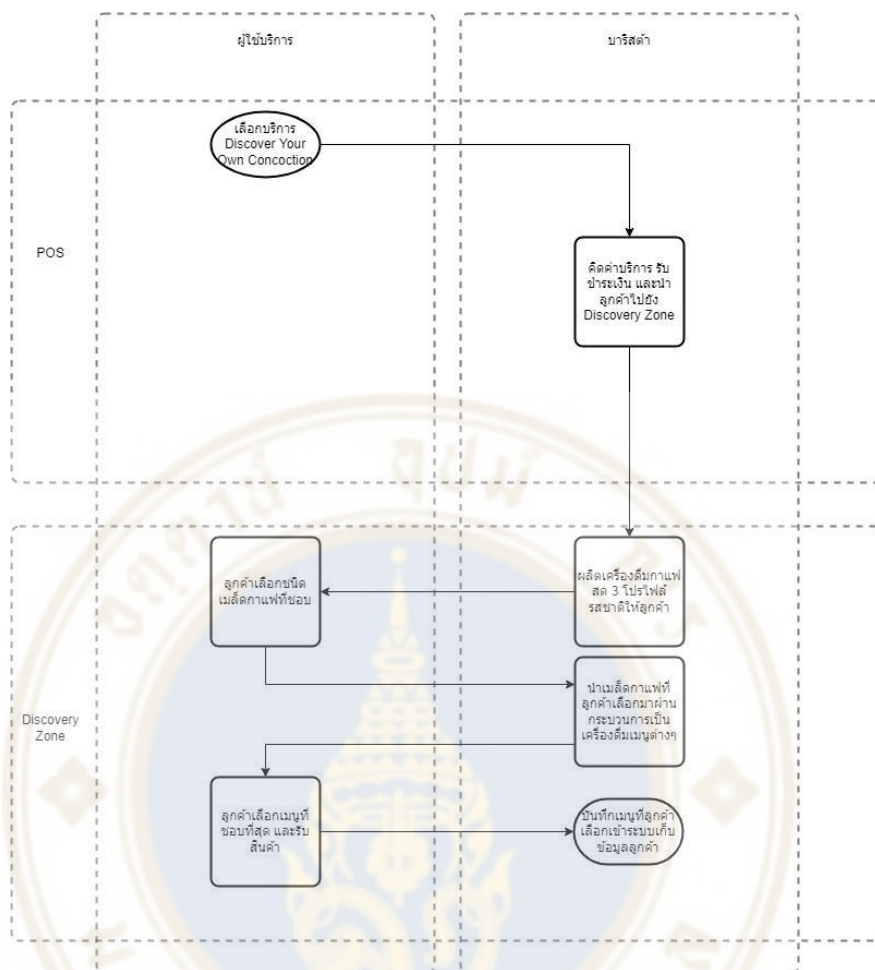 ผู้ใช้บริการ
บาริสต้า
เลือกบริการ
Discover Your
Own Concoction
POS
คิดค่าบริการ รับ
ชำระเงิน และนำ
ลูกค้าไปยัง
Discovery Zone
ลูกค้าเลือกชนิด
เมล็ดกาแฟที่ชอบ
ผลิตเครื่องดื่มกาแฟ
สด 3 โปรไฟล์
รสชาติให้ลูกค้า
Discovery
Zone
นำเมล็ดกาแฟที่
ลูกค้าเลือกมาผ่าน
กระบวนการเป็น
เครื่องดื่มเมนูต่างๆ
ลูกค้าเลือกเมนูที่
ชอบที่สุด และรับ
สินค้า
บันทึกเมนูที่ลูกค้า
เลือกเข้าระบบเก็บ
ข้อมูลลูกค้า